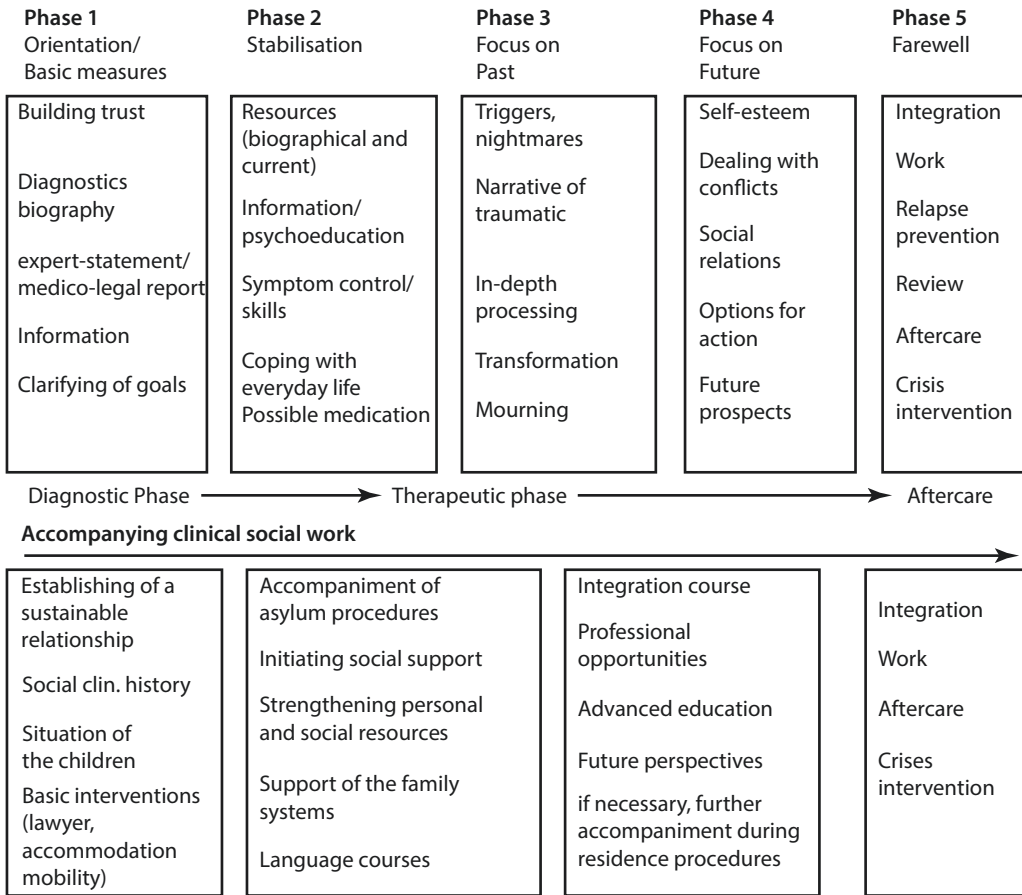 Phase 1
Orientation/
Basic measures
Phase 2
Stabilisation
Phase 3
Focus on
Past
Phase 4
Focus on
Future
Phase 5
Farewell
Building trust
Diagnostics
biography
expert-statement/
medico-legal report
Information
Clarifying of goals
Resources
(biographical and
current)
Information/
psychoeducation
Symptom control/
skills
Coping with
everyday life
Possible medication
Triggers,
nightmares
Narrative of
traumatic
In-depth
processing
Transformation
Mourning
Self-esteem
Dealing with
conflicts
Social
relations
Options for
action
Future
prospects
Integration
Work
Relapse
prevention
Review
Aftercare
Crisis
intervention
Diagnostic Phase
Therapeutic phase
Aftercare
Accompanying clinical social work
Establishing of a
sustainable
relationship
Social clin. history
Situation of
the children
Basic interventions
(lawyer,
accommodation
mobility)
Accompaniment of
asylum procedures
Initiating social support
Strengthening personal
and social resources
Support of the family
systems
Language courses
Integration course
Professional
opportunities
Advanced education
Future perspectives
if necessary, further
accompaniment during
residence procedures
Integration
Work
Aftercare
Crises
intervention